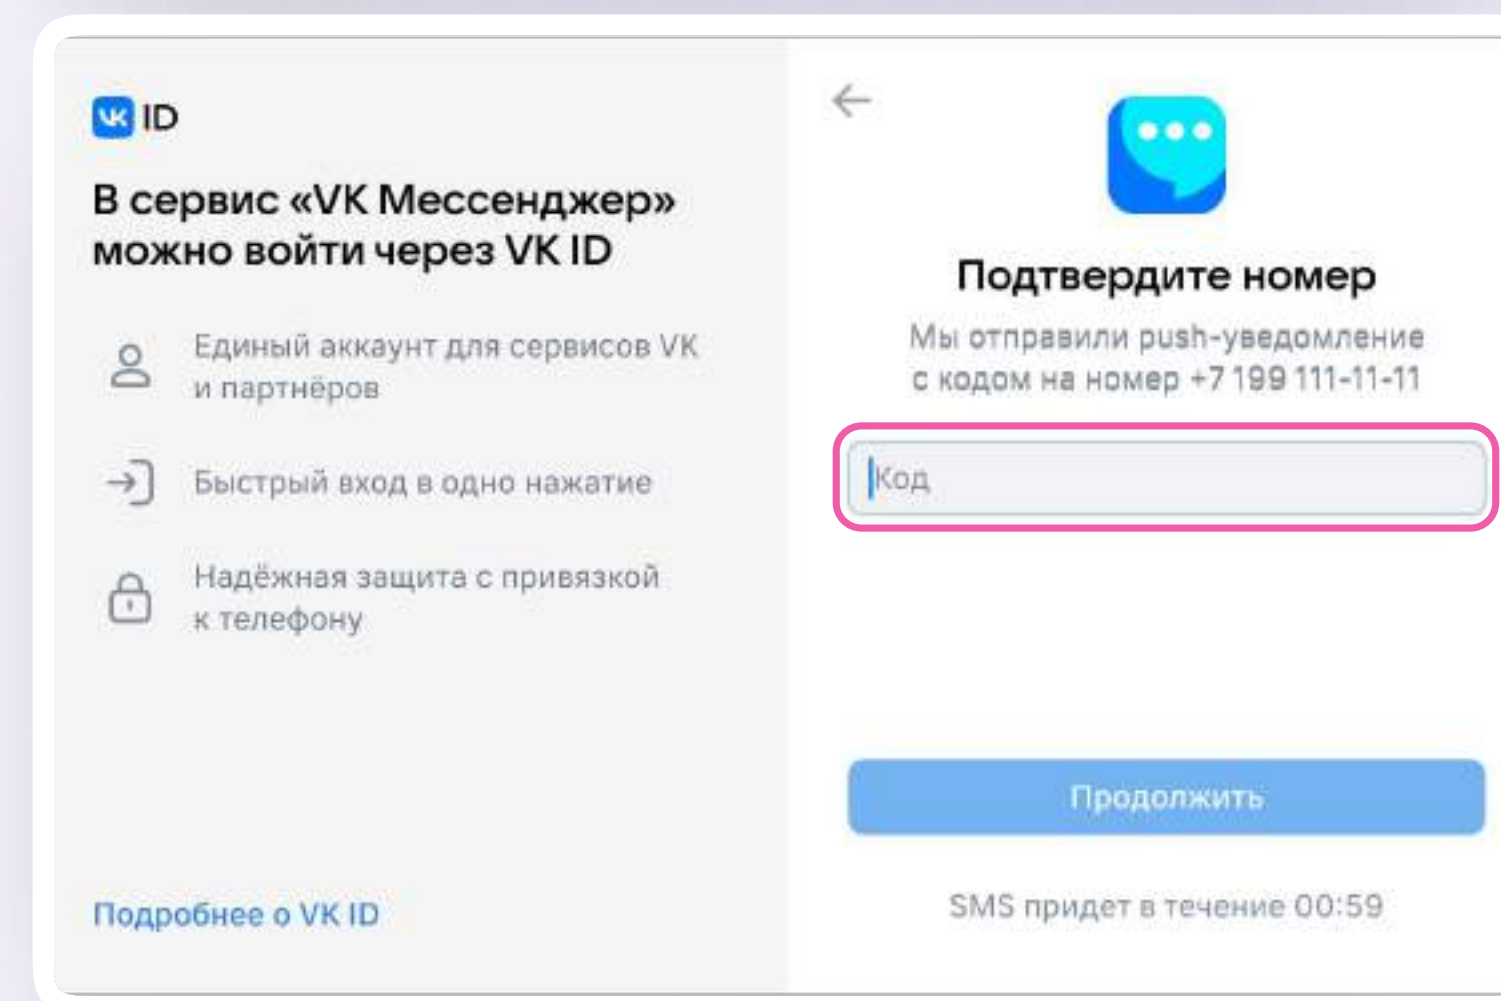 VK ID
В сервис «VK Мессенджер»
можно войти через VK ID
Единый аккаунт для сервисов VK
и партнёров
Быстрый вход в одно нажатие
Надёжная защита с привязкой
к телефону
Подробнее о VK ID
Подтвердите номер
Мы отправили push-уведомление
с кодом на номер +7 199 111-11-11
Код
Продолжить
SMS придет в течение 00:59